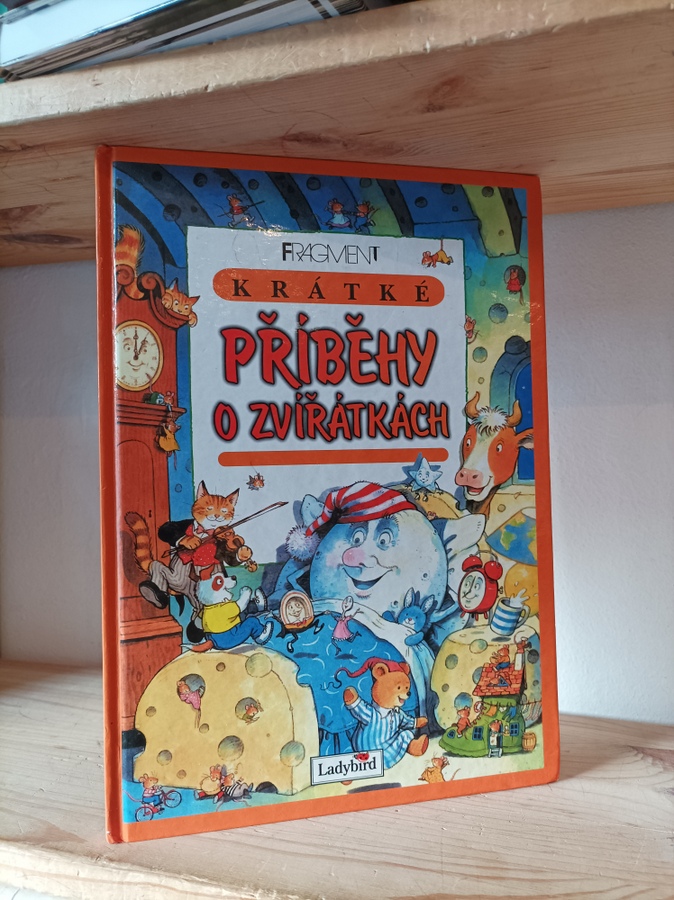 FRAGMENT
KRÁTKÉ
PŘÍBĚHY
O ZVÍŘÁTKÁCH
Ladybird